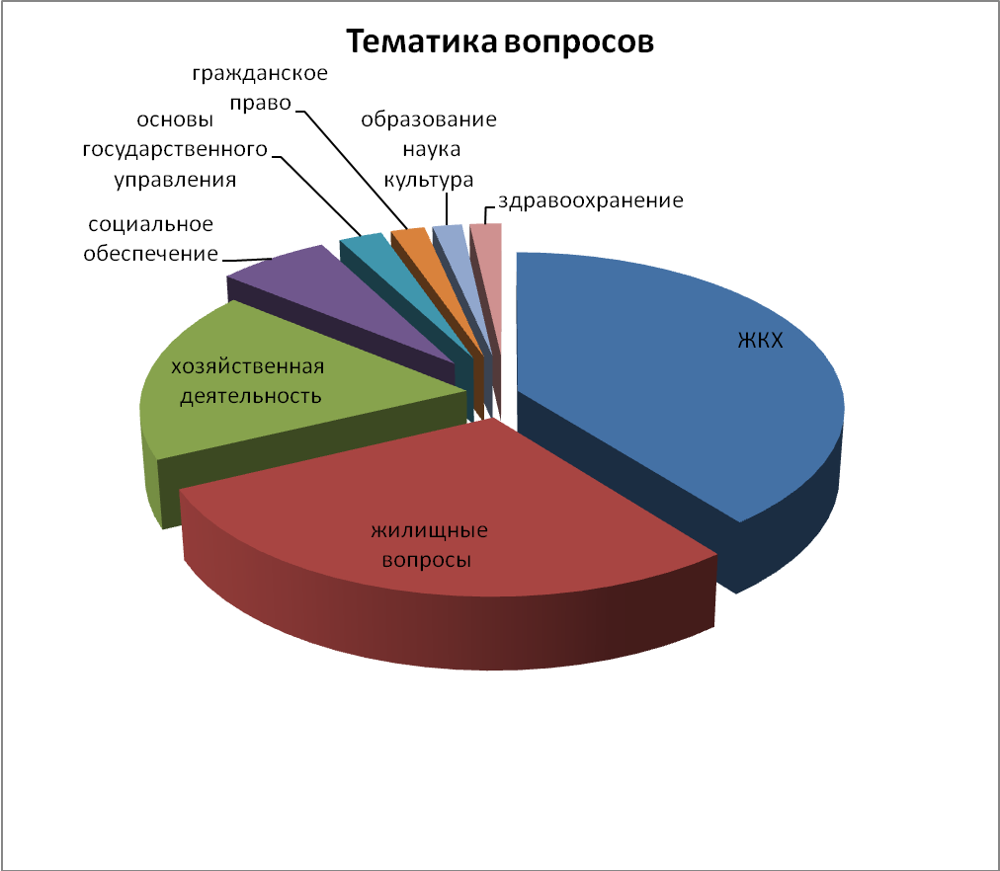 Тематика вопросов
гражданское
право
основы
государственного
управления
образование
наука
культура
социальное
обеспечение
здравоохранение
ЖКХ
хозяйственная
деятельность
жилищные
вопросы